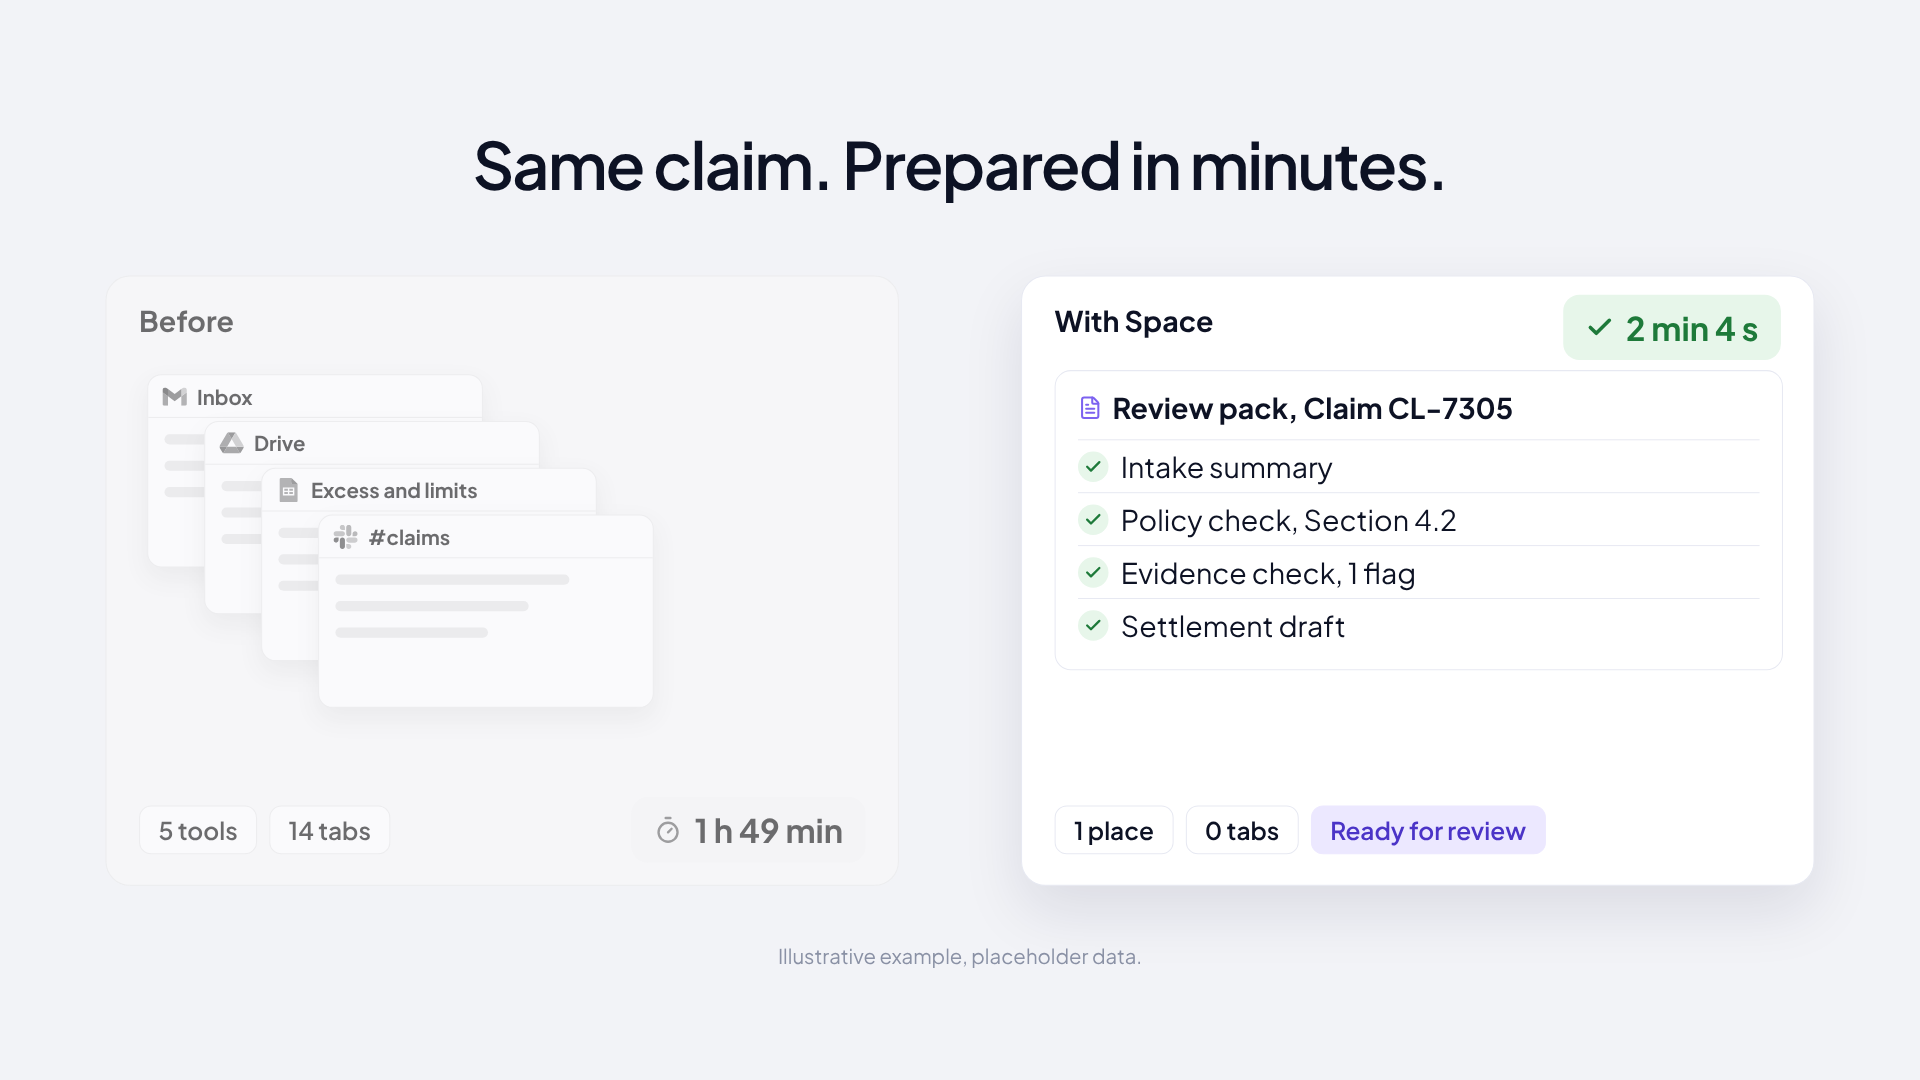 Same claim. Prepared in minutes.
Before
Inbox
Drive
Excess and limits
#claims
5 tools
14 tabs
1 h 49 min
With Space
2 min 4 s
Review pack, Claim CL-7305
Intake summary
Policy check, Section 4.2
Evidence check, 1 flag
Settlement draft
1 place
0 tabs
Ready for review
Illustrative example, placeholder data.